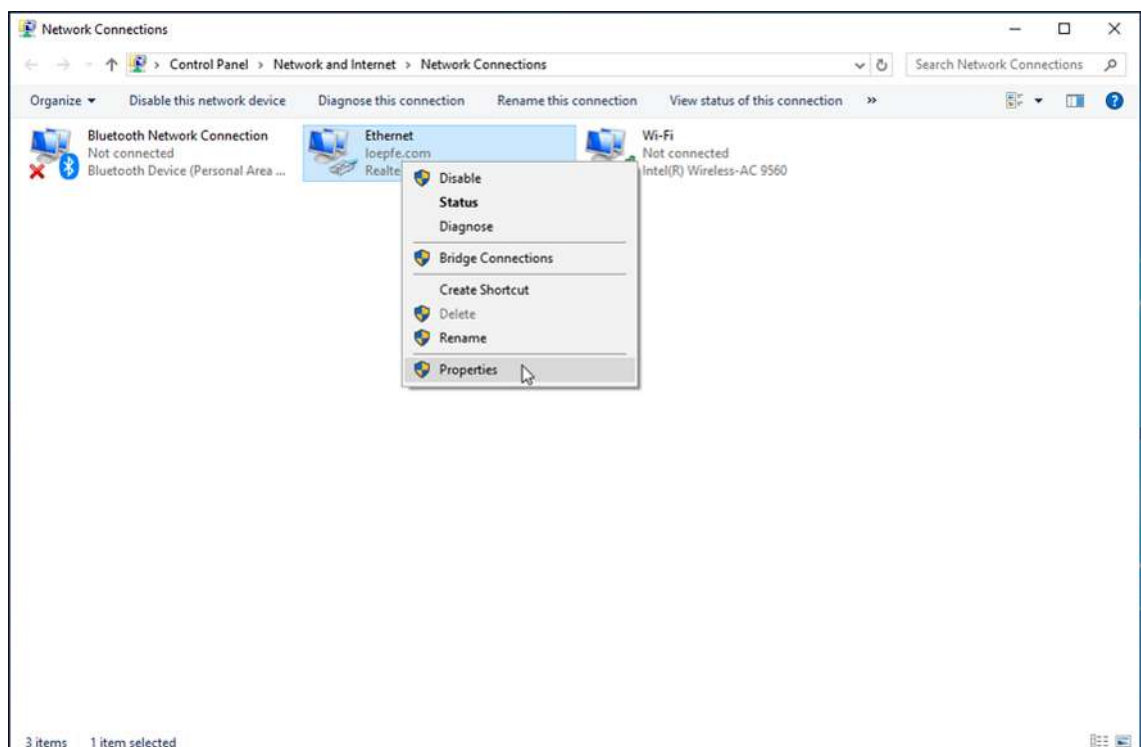 Network Connections
Control Panel > Network and Internet > Network Connections
Search Network Connections
Organize Disable this network device Diagnose this connection Rename this connection View status of this connection »
Bluetooth Network Connection
Not connected
Bluetooth Device (Personal Area ...
Ethernet
loepfe.com
Realte
Wi-Fi
Not connected
Intel(R) Wireless-AC 9560
Disable
Status
Diagnose
Bridge Connections
Create Shortcut
Delete
Rename
Properties
3 items 1 item selected